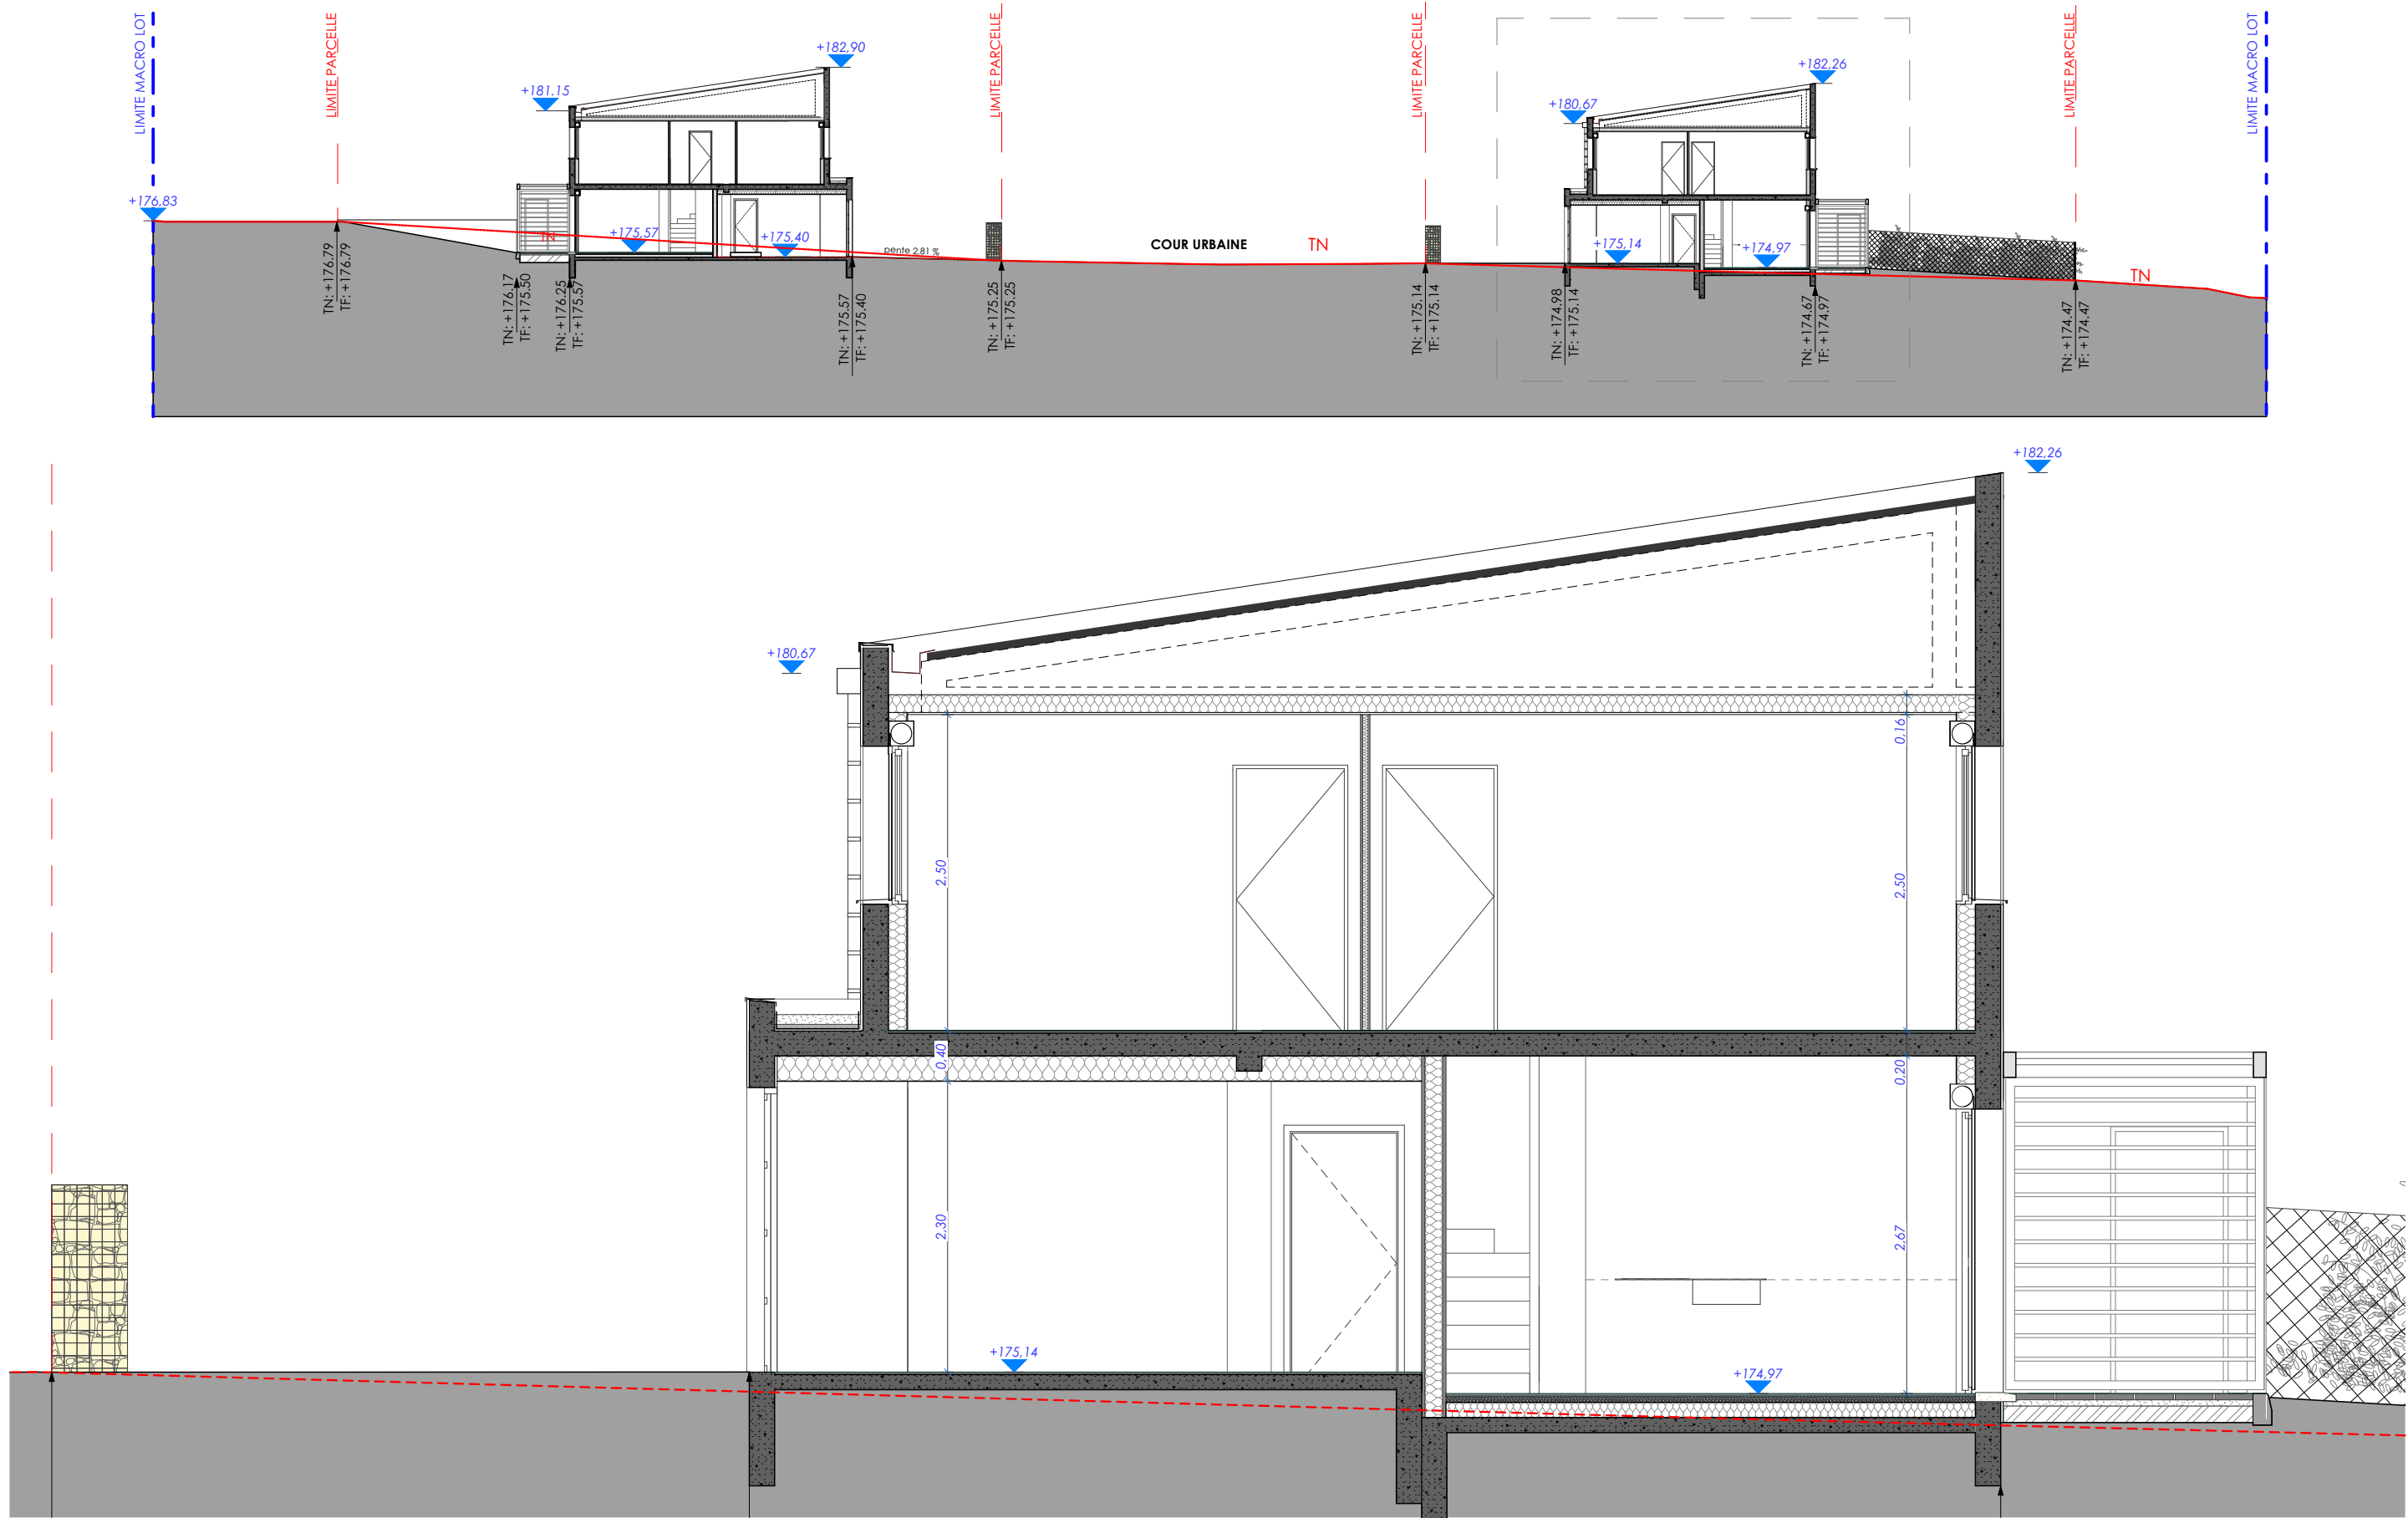 LIMITE MACRO LOT
LIMITE PARCELLE
LIMITE PARCELLE
LIMITE PARCELLE
LIMITE PARCELLE
LIMITE MACRO LOT
+182,90
+181.15
+182,26
+180,67
+176,83
TN
+175,57
+175,40
pente 2,81 %
COUR URBAINE
TN
+175,14
+174,97
TN
TN: +176.79
TF: +176.79
TN: +176.17
TF: +175.50
TN: +176.25
TF: +175.57
TN: +175.57
TF: +175.40
TN: +175.25
TF: +175.25
TN: +175.14
TF: +175.14
TN: +174.98
TF: +175.14
TN: +174.67
TF: +174.97
TN: +174.47
TF: +174.47
+182,26
+180,67
0,16
2,50
2,50
0,40
0,20
2,30
2,67
+175,14
+174,97